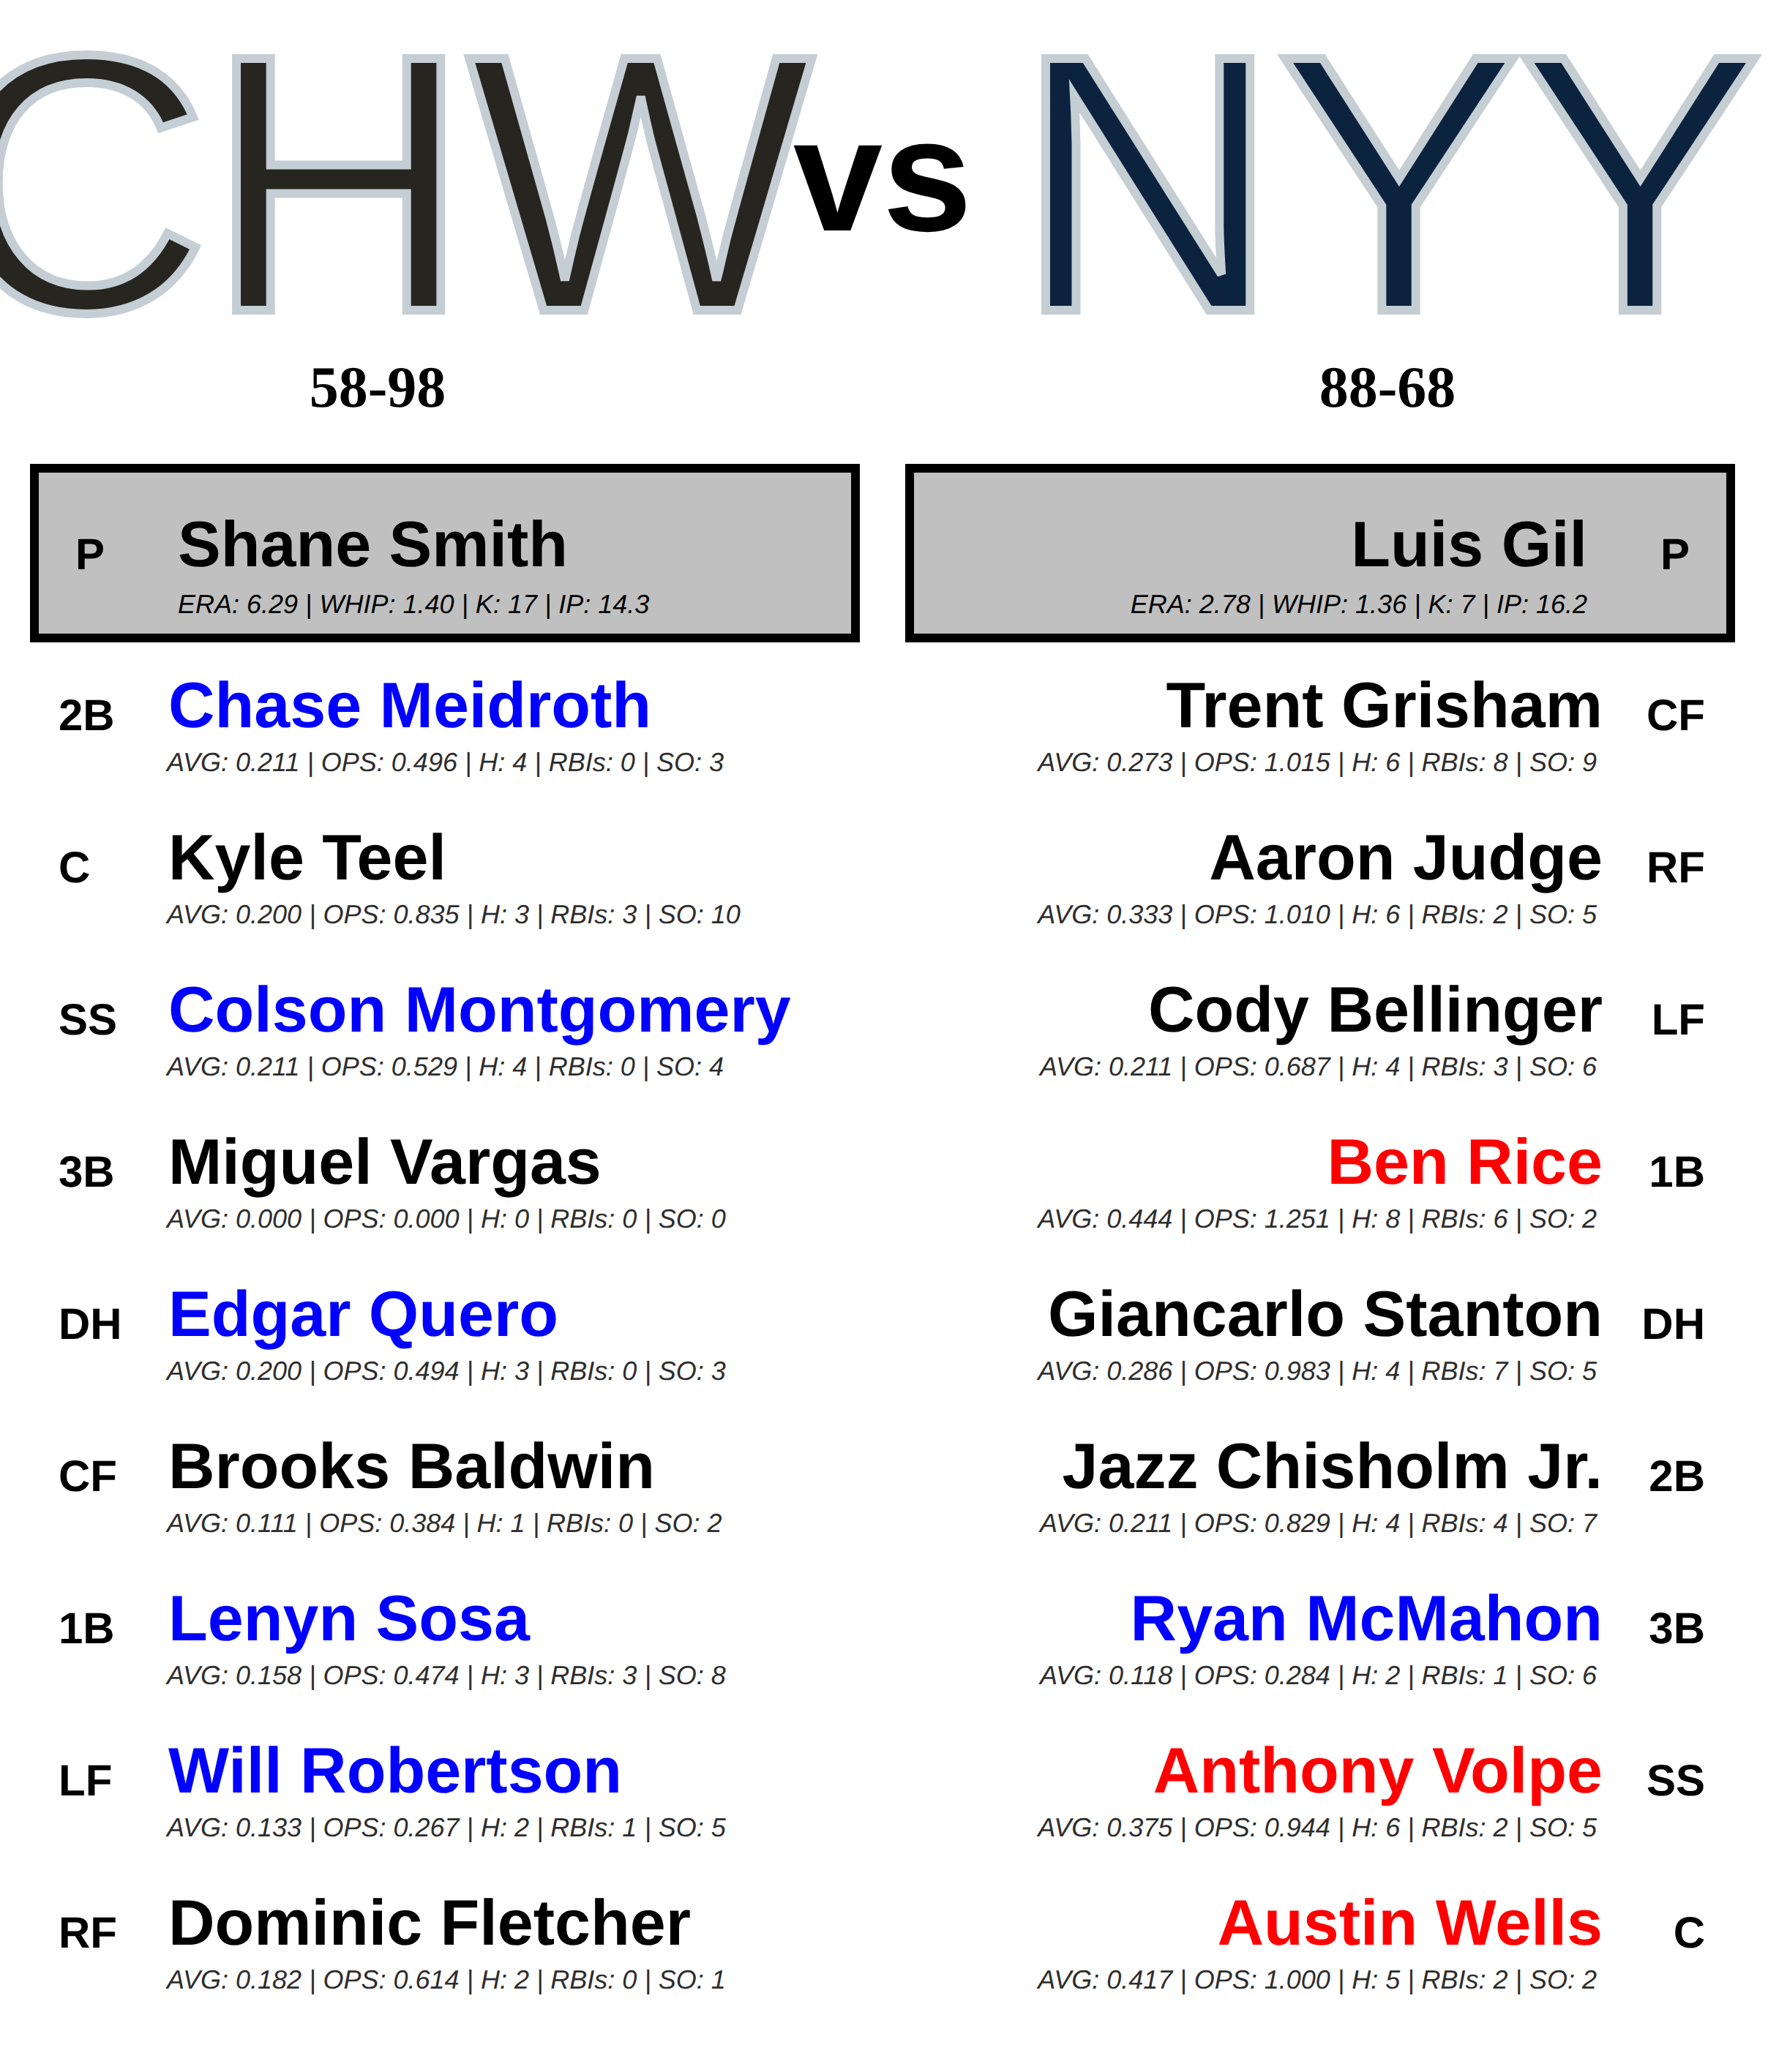 CHW vs NYY
58-98 88-68
P Shane Smith
ERA: 6.29 | WHIP: 1.40 | K: 17 | IP: 14.3
Luis Gil P
ERA: 2.78 | WHIP: 1.36 | K: 7 | IP: 16.2
2B Chase Meidroth
AVG: 0.211 | OPS: 0.496 | H: 4 | RBIs: 0 | SO: 3
C Kyle Teel
AVG: 0.200 | OPS: 0.835 | H: 3 | RBIs: 3 | SO: 10
SS Colson Montgomery
AVG: 0.211 | OPS: 0.529 | H: 4 | RBIs: 0 | SO: 4
3B Miguel Vargas
AVG: 0.000 | OPS: 0.000 | H: 0 | RBIs: 0 | SO: 0
DH Edgar Quero
AVG: 0.200 | OPS: 0.494 | H: 3 | RBIs: 0 | SO: 3
CF Brooks Baldwin
AVG: 0.111 | OPS: 0.384 | H: 1 | RBIs: 0 | SO: 2
1B Lenyn Sosa
AVG: 0.158 | OPS: 0.474 | H: 3 | RBIs: 3 | SO: 8
LF Will Robertson
AVG: 0.133 | OPS: 0.267 | H: 2 | RBIs: 1 | SO: 5
RF Dominic Fletcher
AVG: 0.182 | OPS: 0.614 | H: 2 | RBIs: 0 | SO: 1
Trent Grisham CF
AVG: 0.273 | OPS: 1.015 | H: 6 | RBIs: 8 | SO: 9
Aaron Judge RF
AVG: 0.333 | OPS: 1.010 | H: 6 | RBIs: 2 | SO: 5
Cody Bellinger LF
AVG: 0.211 | OPS: 0.687 | H: 4 | RBIs: 3 | SO: 6
Ben Rice 1B
AVG: 0.444 | OPS: 1.251 | H: 8 | RBIs: 6 | SO: 2
Giancarlo Stanton DH
AVG: 0.286 | OPS: 0.983 | H: 4 | RBIs: 7 | SO: 5
Jazz Chisholm Jr. 2B
AVG: 0.211 | OPS: 0.829 | H: 4 | RBIs: 4 | SO: 7
Ryan McMahon 3B
AVG: 0.118 | OPS: 0.284 | H: 2 | RBIs: 1 | SO: 6
Anthony Volpe SS
AVG: 0.375 | OPS: 0.944 | H: 6 | RBIs: 2 | SO: 5
Austin Wells C
AVG: 0.417 | OPS: 1.000 | H: 5 | RBIs: 2 | SO: 2